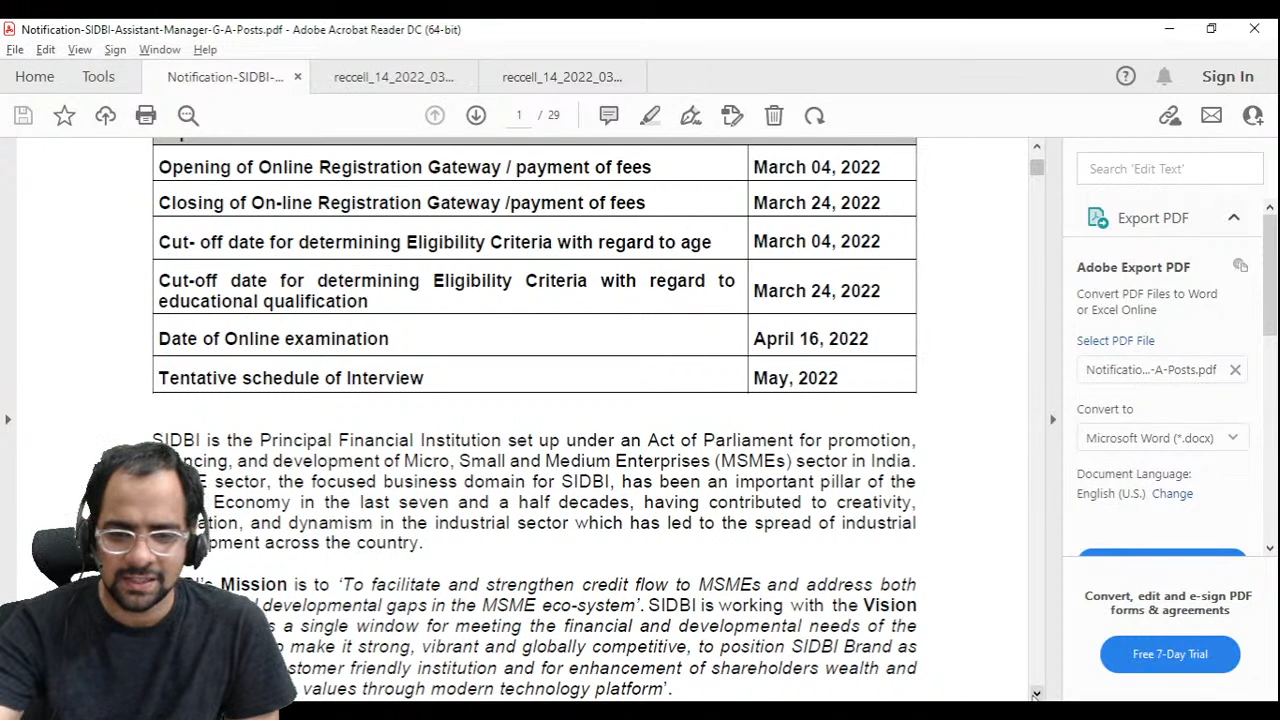 Notification-SIDBI-Assistant-Manager-G-A-Posts.pdf - Adobe Acrobat Reader DC (64-bit)
File Edit View Sign Window Help
Home Tools Notification-SIDBI-... × reccell_14_2022_03... reccell_14_2022_03... Sign In
1 / 29
Opening of Online Registration Gateway / payment of fees March 04, 2022
Closing of On-line Registration Gateway /payment of fees March 24, 2022
Cut- off date for determining Eligibility Criteria with regard to age March 04, 2022
Cut-off date for determining Eligibility Criteria with regard to
educational qualification March 24, 2022
Date of Online examination April 16, 2022
Tentative schedule of Interview May, 2022
SIDBI is the Principal Financial Institution set up under an Act of Parliament for promotion,
ncing, and development of Micro, Small and Medium Enterprises (MSMEs) sector in India.
E sector, the focused business domain for SIDBI, has been an important pillar of the
Economy in the last seven and a half decades, having contributed to creativity,
ation, and dynamism in the industrial sector which has led to the spread of industrial
pment across the country.
's Mission is to ‘To facilitate and strengthen credit flow to MSMEs and address both
developmental gaps in the MSME eco-system’. SIDBI is working with the Vision
s a single window for meeting the financial and developmental needs of the
o make it strong, vibrant and globally competitive, to position SIDBI Brand as
stomer friendly institution and for enhancement of shareholders wealth and
values through modern technology platform’.
Search 'Edit Text'
Export PDF
Adobe Export PDF
Convert PDF Files to Word
or Excel Online
Select PDF File
Notificatio...-A-Posts.pdf
Convert to
Microsoft Word (*.docx)
Document Language:
English (U.S.) Change
Convert, edit and e-sign PDF
forms & agreements
Free 7-Day Trial